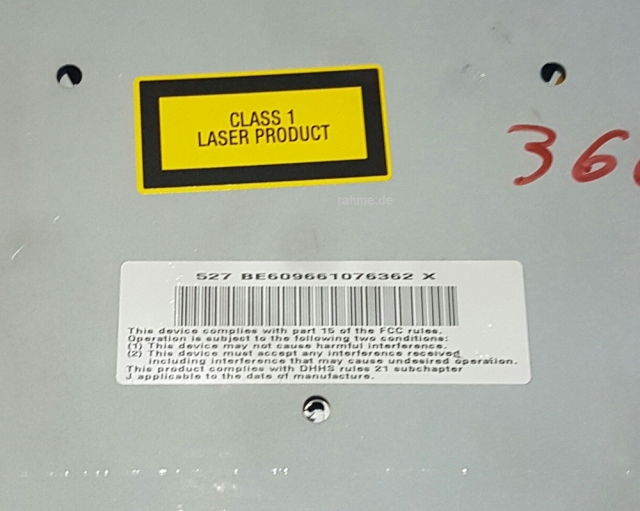 CLASS 1
LASER PRODUCT
36
rahme.de
527 BE609661076362 X
This device complies with part 15 of the FCC rules.
Operation is subject to the following two conditions:
(1) This device may not cause harmful interference.
(2) This device must accept any interference received
including interference that may cause undesired operation.
This product complies with DHHS rules 21 subchapter
J applicable to the date of manufacture.